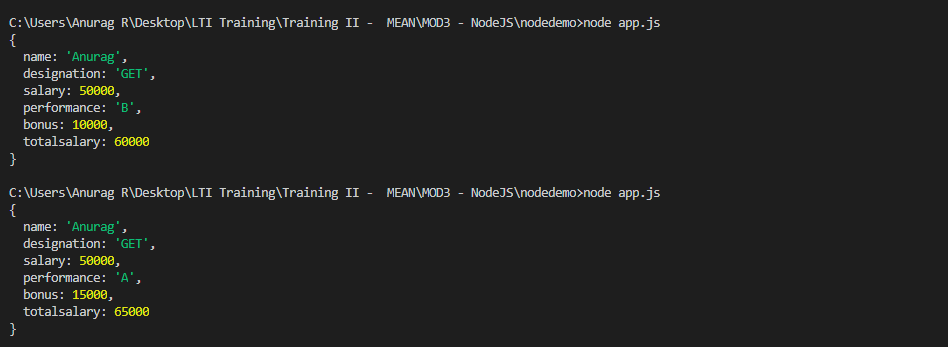 C:\Users\Anurag R\Desktop\LTI Training\Training II -  MEAN\MOD3 - NodeJS\nodedemo>node app.js
{
  name: 'Anurag',
  designation: 'GET',
  salary: 50000,
  performance: 'B',
  bonus: 10000,
  totalsalary: 60000
}
C:\Users\Anurag R\Desktop\LTI Training\Training II -  MEAN\MOD3 - NodeJS\nodedemo>node app.js
{
  name: 'Anurag',
  designation: 'GET',
  salary: 50000,
  performance: 'A',
  bonus: 15000,
  totalsalary: 65000
}